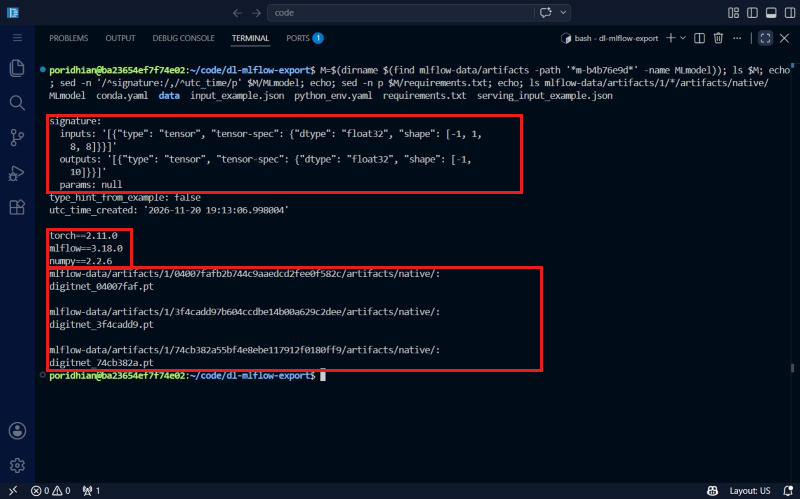 code
PROBLEMS OUTPUT DEBUG CONSOLE TERMINAL PORTS 1
bash - dl-mlflow-export
poridhian@ba23654ef7f74e02:~/code/dl-mlflow-export$ M=$(dirname $(find mlflow-data/artifacts -path '*m-b4b76e9d*' -name MLmodel)); ls $M; echo
; sed -n '/^signature:/,/^utc_time/p' $M/MLmodel; echo; sed -n p $M/requirements.txt; echo; ls mlflow-data/artifacts/1/*/artifacts/native/
MLmodel conda.yaml data input_example.json python_env.yaml requirements.txt serving_input_example.json
signature:
inputs: '[{"type": "tensor", "tensor-spec": {"dtype": "float32", "shape": [-1, 1,
8, 8]}}]'
outputs: '[{"type": "tensor", "tensor-spec": {"dtype": "float32", "shape": [-1,
10]}}]'
params: null
type_hint_from_example: false
utc_time_created: '2026-11-20 19:13:06.998004'
torch==2.11.0
mlflow==3.18.0
numpy==2.2.6
mlflow-data/artifacts/1/04007fafb2b744c9aaedcd2fee0f582c/artifacts/native/:
digitnet_04007faf.pt
mlflow-data/artifacts/1/3f4cadd97b604ccdbe14b00a629c2dee/artifacts/native/:
digitnet_3f4cadd9.pt
mlflow-data/artifacts/1/74cb382a55bf4e8ebe117912f0180ff9/artifacts/native/:
digitnet_74cb382a.pt
poridhian@ba23654ef7f74e02:~/code/dl-mlflow-export$
0 0 1 Layout: US